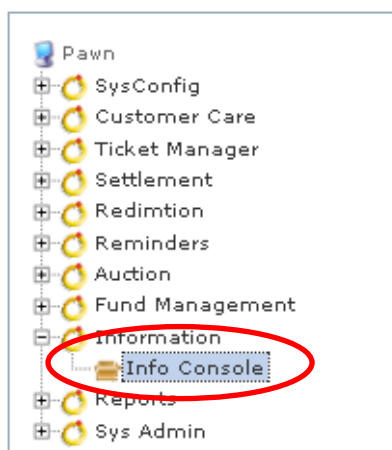 Pawn
SysConfig
Customer Care
Ticket Manager
Settlement
Redimtion
Reminders
Auction
Fund Management
Information
Info Console
Reports
Sys Admin